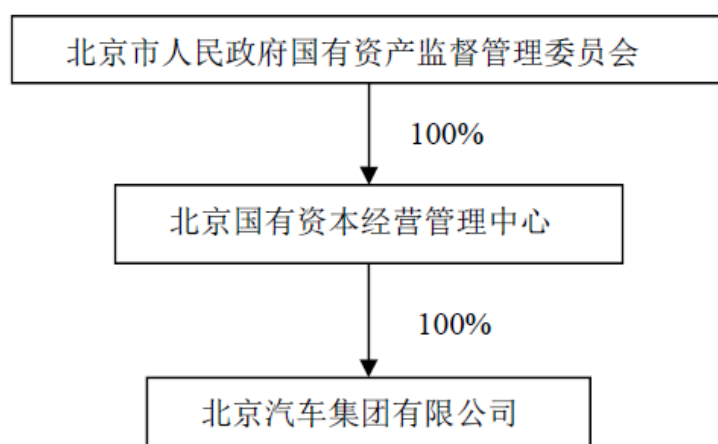 北京市人民政府国有资产监督管理委员会
100%
北京国有资本经营管理中心
100%
北京汽车集团有限公司